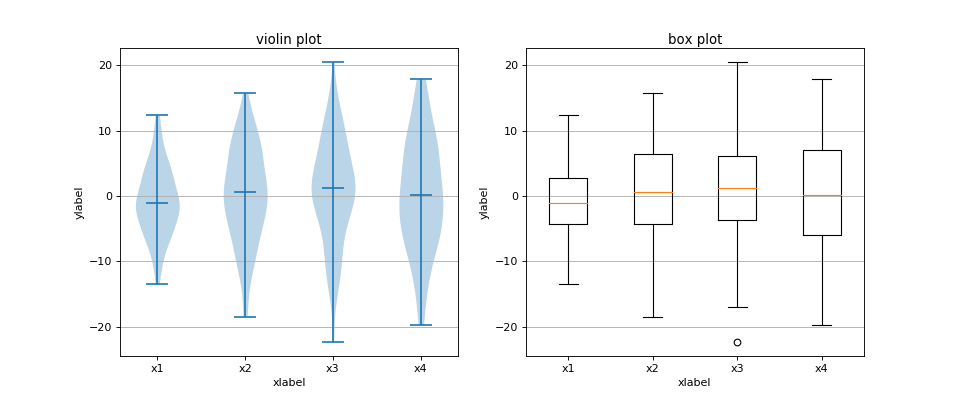 violin plot
20
10
0
−10
−20
ylabel
x1 x2 x3 x4
xlabel
box plot
20
10
0
−10
−20
ylabel
x1 x2 x3 x4
xlabel